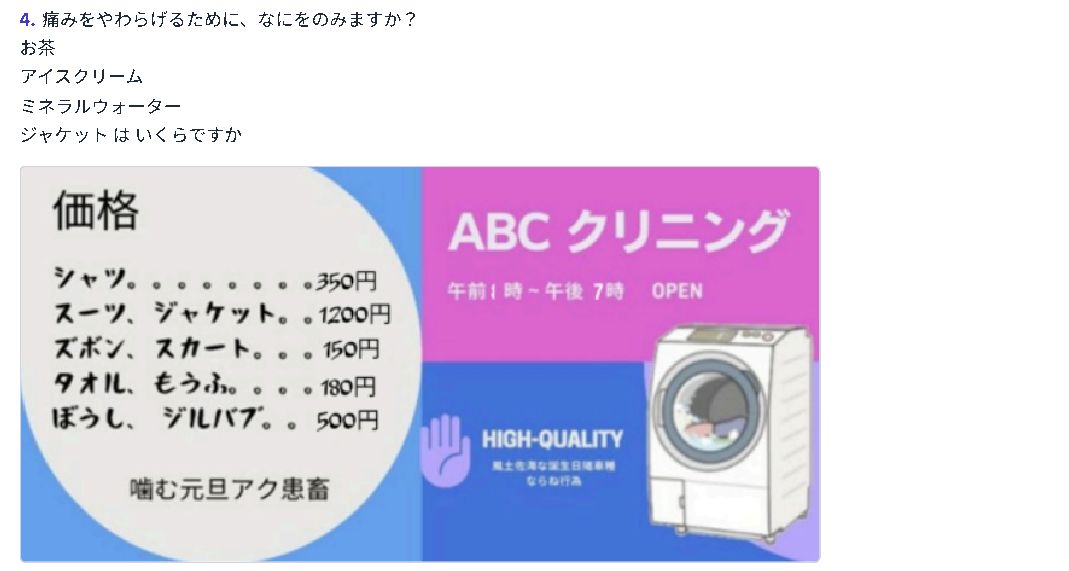 4. 痛みをやわらげるために、なにをのみますか？
お茶
アイスクリーム
ミネラルウォーター
ジャケット は いくらですか
価格
シャツ。。。。。。。。350円
スーツ、ジャケット。。1200円
ズボン、スカート。。。150円
タオル、もうふ。。。。180円
ぼうし、ジルバブ。。500円
噛む元旦アク患畜
ABC クリニング
午前 時~午後 7時 OPEN
HIGH-QUALITY
ならね行為